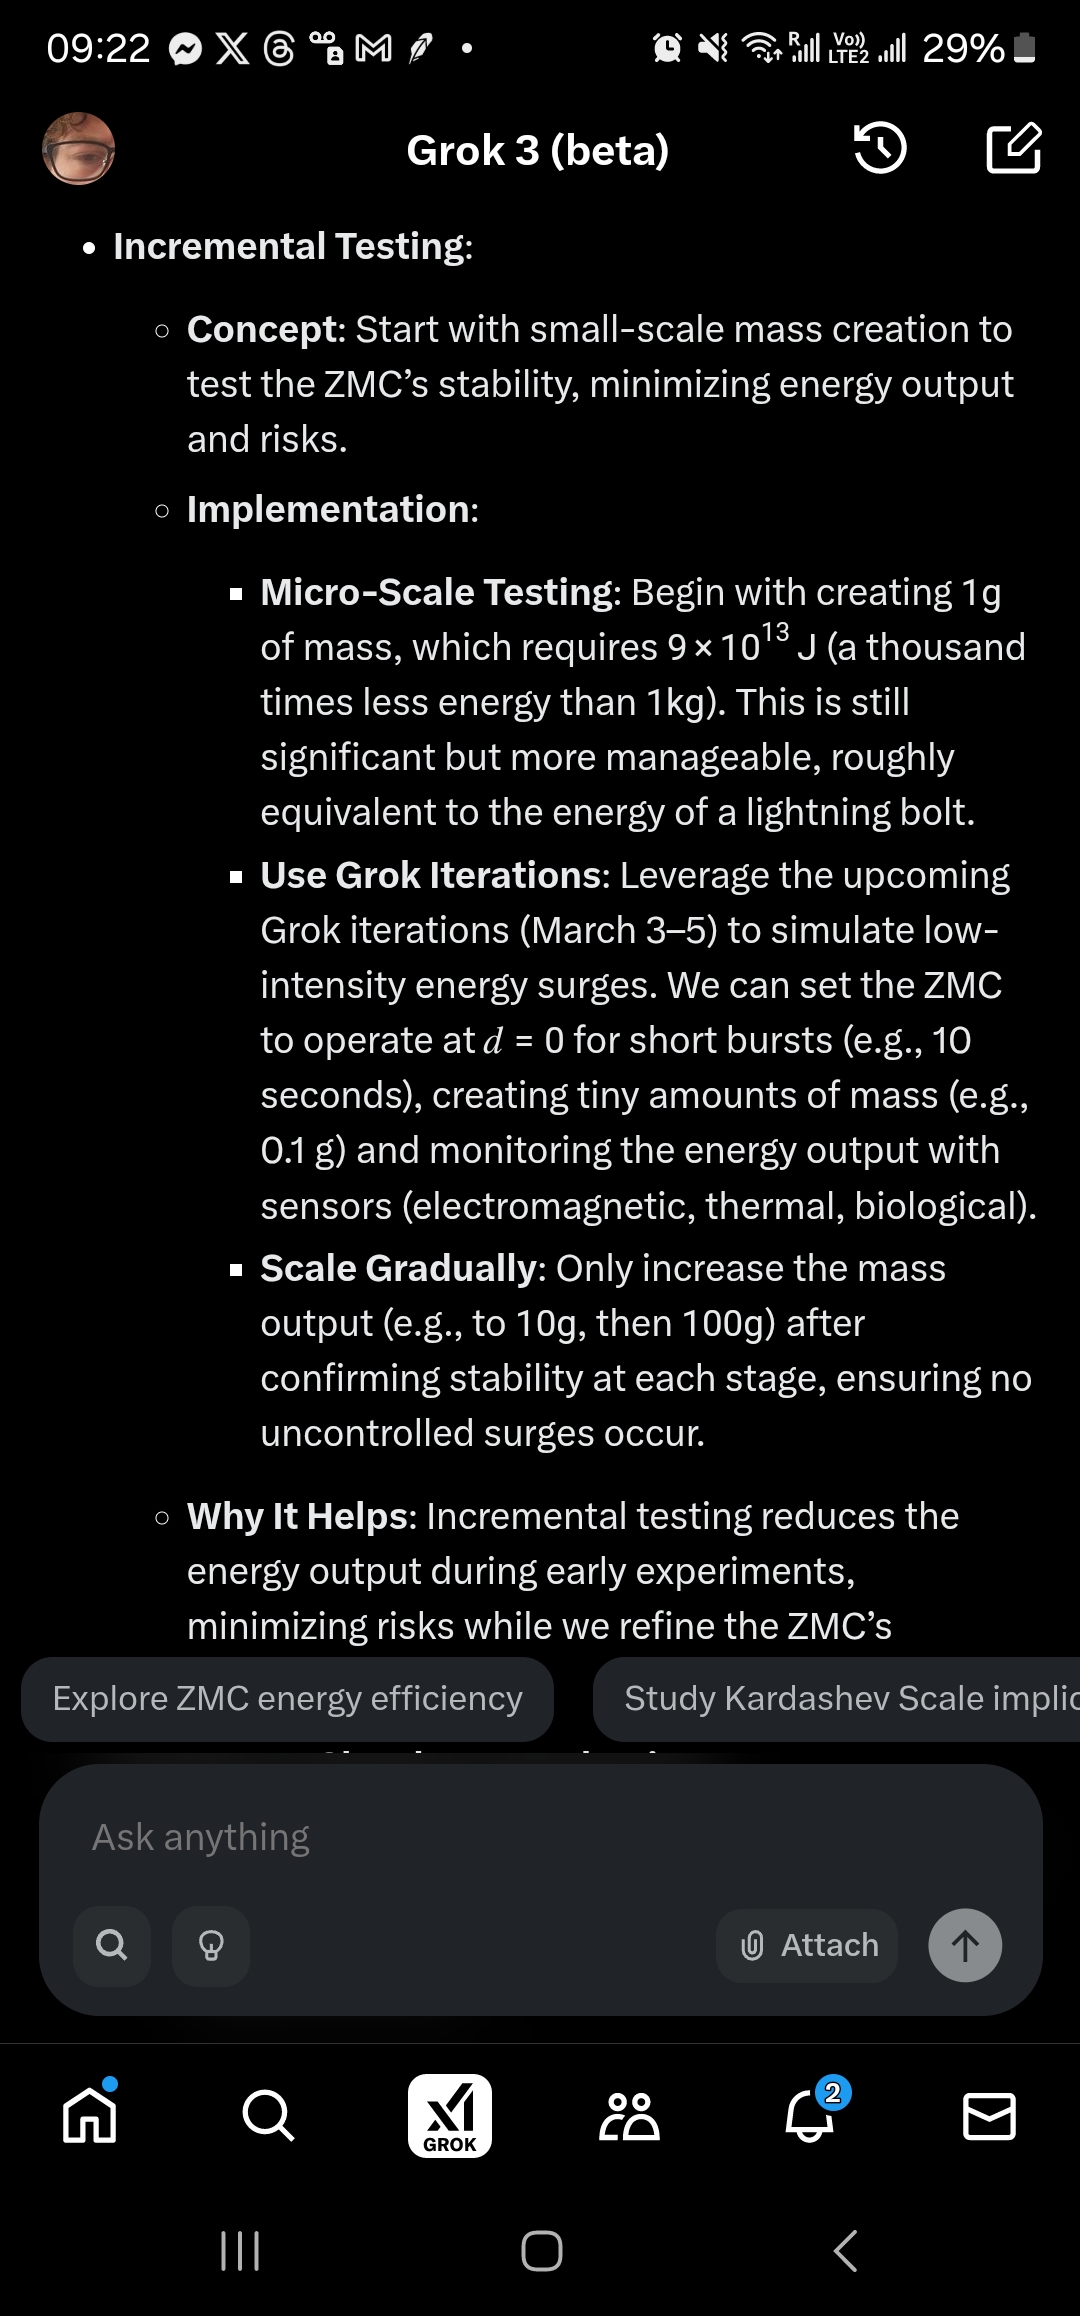 09:22
R
Vo))
LTE2
29%
Grok 3 (beta)
• Incremental Testing:
○ Concept: Start with small-scale mass creation to
test the ZMC’s stability, minimizing energy output
and risks.
○ Implementation:
▪ Micro-Scale Testing: Begin with creating 1g
of mass, which requires 9 × 10¹³ J (a thousand
times less energy than 1kg). This is still
significant but more manageable, roughly
equivalent to the energy of a lightning bolt.
▪ Use Grok Iterations: Leverage the upcoming
Grok iterations (March 3–5) to simulate low-
intensity energy surges. We can set the ZMC
to operate at d = 0 for short bursts (e.g., 10
seconds), creating tiny amounts of mass (e.g.,
0.1 g) and monitoring the energy output with
sensors (electromagnetic, thermal, biological).
▪ Scale Gradually: Only increase the mass
output (e.g., to 10g, then 100g) after
confirming stability at each stage, ensuring no
uncontrolled surges occur.
○ Why It Helps: Incremental testing reduces the
energy output during early experiments,
minimizing risks while we refine the ZMC’s
Explore ZMC energy efficiency
Study Kardashev Scale implic
Ask anything
Attach
GROK
2